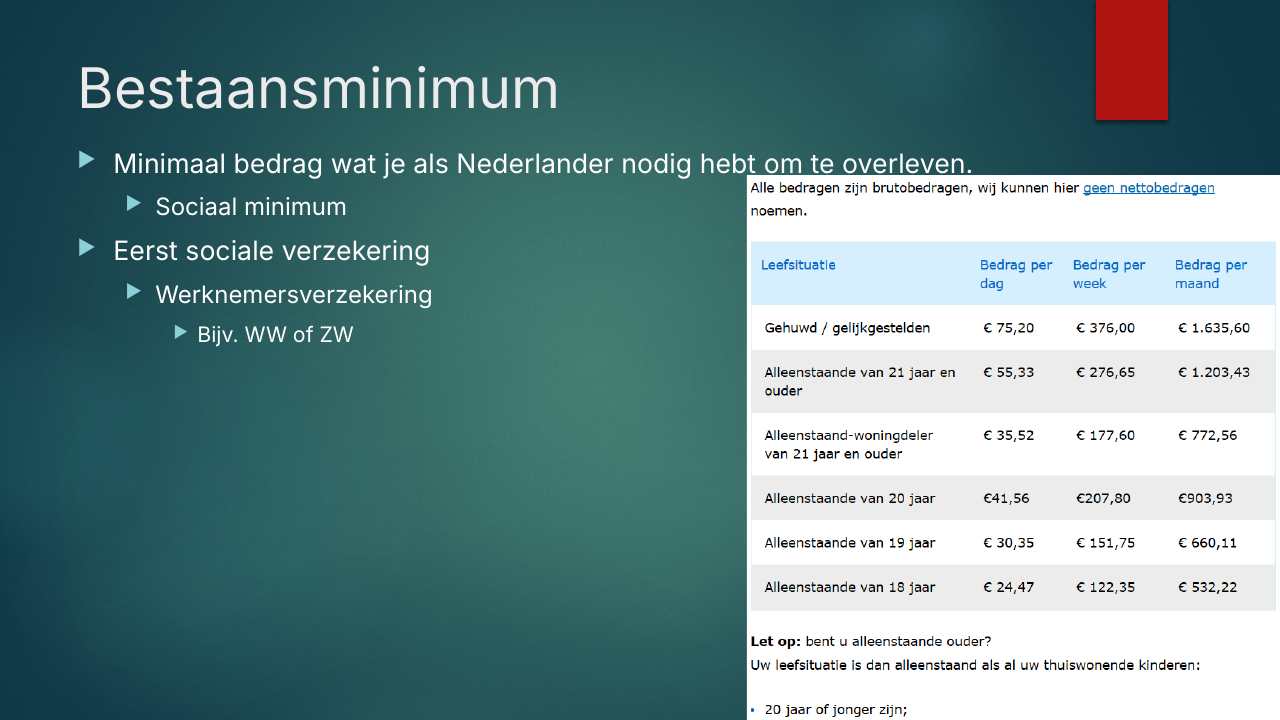 Bestaansminimum
Minimaal bedrag wat je als Nederlander nodig hebt om te overleven.
Sociaal minimum
Eerst sociale verzekering
Werknemersverzekering
Bijv. WW of ZW
Alle bedragen zijn brutobedragen, wij kunnen hier geen nettobedragen
noemen.
Leefsituatie Bedrag per dag Bedrag per week Bedrag per maand
Gehuwd / gelijkgestelden € 75,20 € 376,00 € 1.635,60
Alleenstaande van 21 jaar en ouder € 55,33 € 276,65 € 1.203,43
Alleenstaand-woningdeler van 21 jaar en ouder € 35,52 € 177,60 € 772,56
Alleenstaande van 20 jaar €41,56 €207,80 €903,93
Alleenstaande van 19 jaar € 30,35 € 151,75 € 660,11
Alleenstaande van 18 jaar € 24,47 € 122,35 € 532,22
Let op: bent u alleenstaande ouder?
Uw leefsituatie is dan alleenstaand als al uw thuiswonende kinderen:
• 20 jaar of jonger zijn;